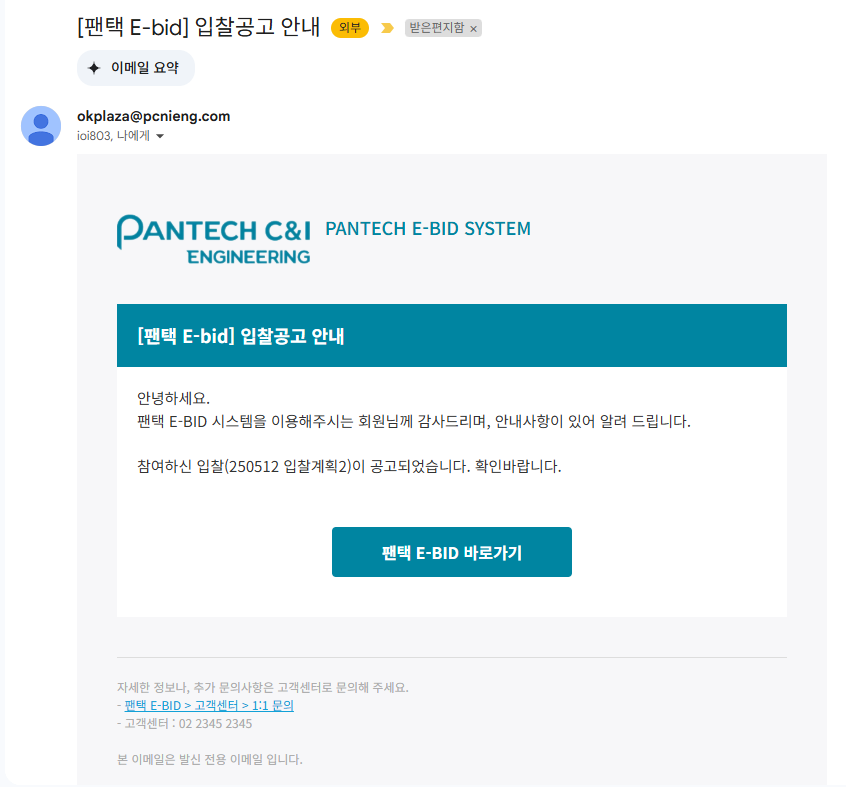 [팬택 E-bid] 입찰공고 안내 외부 받은편지함 ×
이메일 요약
okplaza@pcnieng.com
ioi803, 나에게
PANTECH C&I PANTECH E-BID SYSTEM
ENGINEERING
[팬택 E-bid] 입찰공고 안내
안녕하세요.
팬택 E-BID 시스템을 이용해주시는 회원님께 감사드리며, 안내사항이 있어 알려 드립니다.
참여하신 입찰(250512 입찰계획2)이 공고되었습니다. 확인바랍니다.
팬택 E-BID 바로가기
자세한 정보나, 추가 문의사항은 고객센터로 문의해 주세요.
- 팬택 E-BID > 고객센터 > 1:1 문의
- 고객센터 : 02 2345 2345
본 이메일은 발신 전용 이메일 입니다.